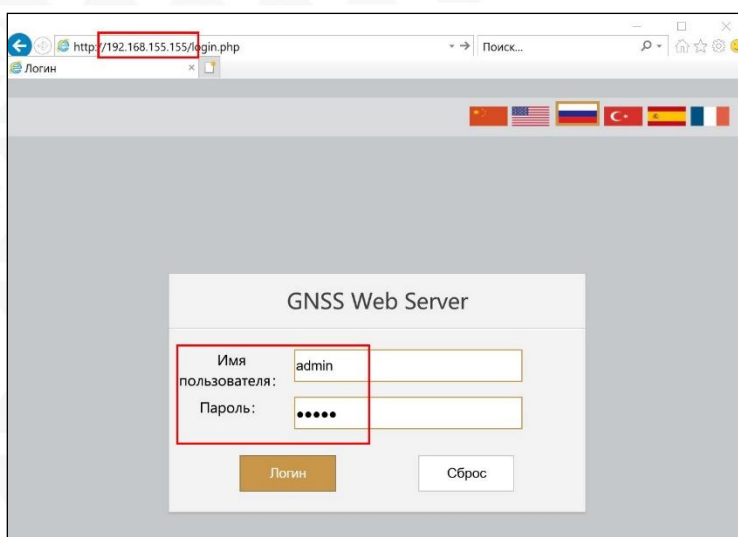 http://192.168.155.155/login.php
Поиск...
Логин
GNSS Web Server
Имя
пользователя:
admin
Пароль:
•••••
Логин
Сброс